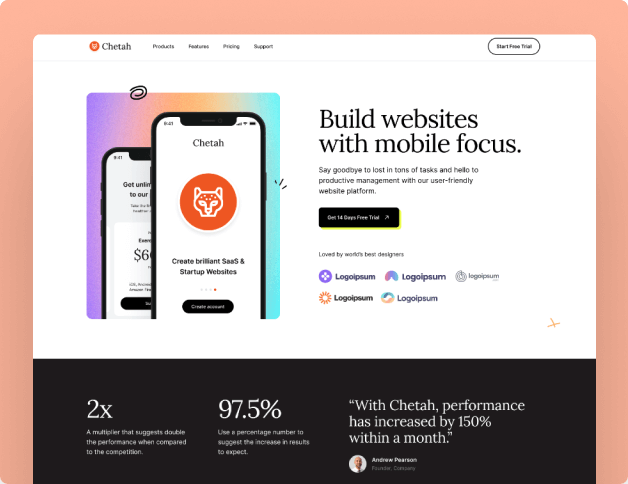 Chetah
Products Features Pricing Support
Start Free Trial
9:41
9:41
Chetah
Get unlim
to our
Create brilliant SaaS &
Startup Websites
Create account
Build websites
with mobile focus.
Say goodbye to lost in tons of tasks and hello to
productive management with our user-friendly
website platform.
Get 14 Days Free Trial
Loved by world's best designers
Logoipsum Logoipsum logoipsum
Logoipsum Logoipsum
2x
A multiplier that suggests double
the performance when compared
to the competition.
97.5%
Use a percentage number to
suggest the increase in results
to expect.
“With Chetah, performance
has increased by 150%
within a month.”
Andrew Pearson
Founder, Company